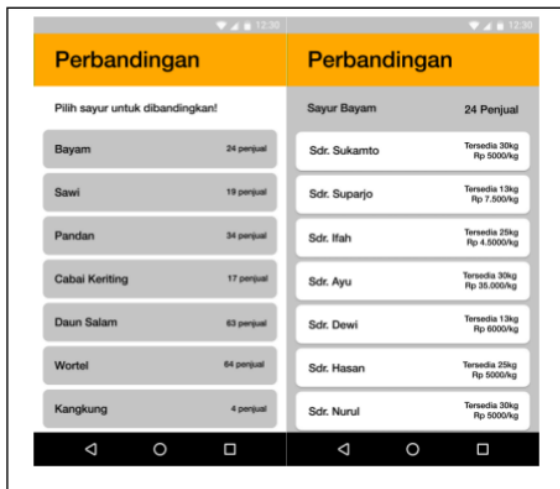 12:30
Perbandingan
Pilih sayur untuk dibandingkan!
Bayam 24 penjual
Sawi 19 penjual
Pandan 34 penjual
Cabai Keriting 17 penjual
Daun Salam 63 penjual
Wortel 64 penjual
Kangkung 4 penjual
12:30
Perbandingan
Sayur Bayam 24 Penjual
Sdr. Sukamto
Tersedia 30kg
Rp 5000/kg
Sdr. Suparjo
Tersedia 13kg
Rp 7.500/kg
Sdr. Ifah
Tersedia 25kg
Rp 4.5000/kg
Sdr. Ayu
Tersedia 30kg
Rp 35.000/kg
Sdr. Dewi
Tersedia 13kg
Rp 6000/kg
Sdr. Hasan
Tersedia 25kg
Rp 5000/kg
Sdr. Nurul
Tersedia 30kg
Rp 5000/kg